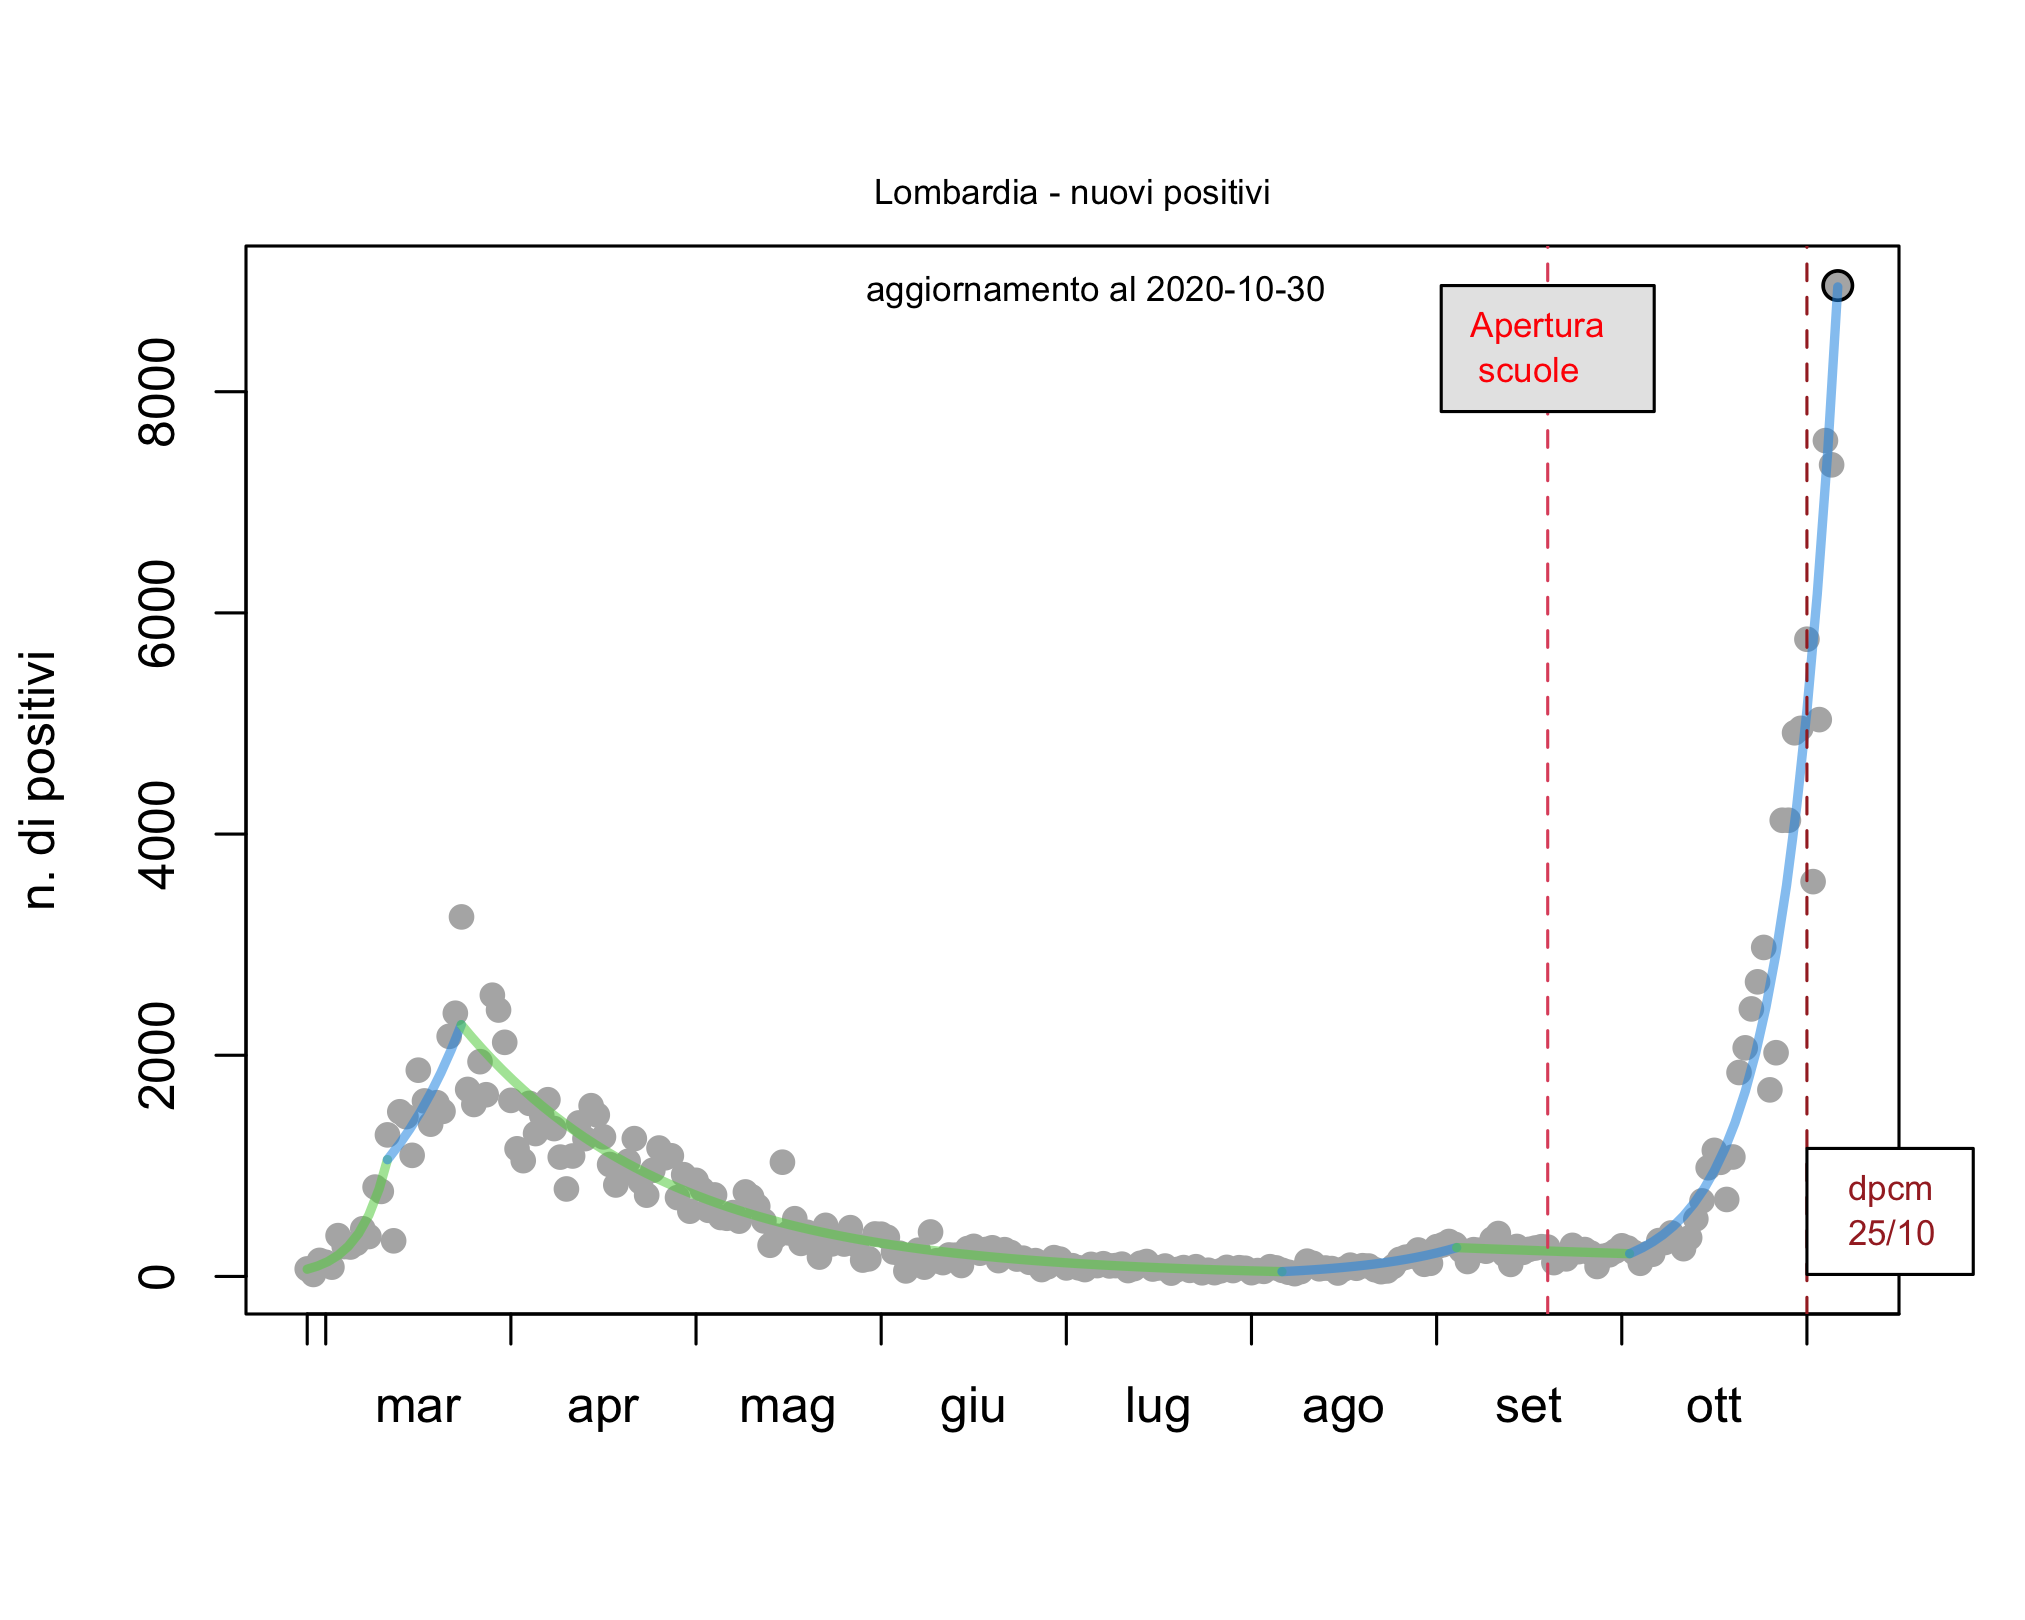 Lombardia - nuovi positivi
aggiornamento al 2020-10-30
Apertura
scuole
8000
6000
4000
2000
0
n. di positivi
dpcm
25/10
mar apr mag giu lug ago set ott